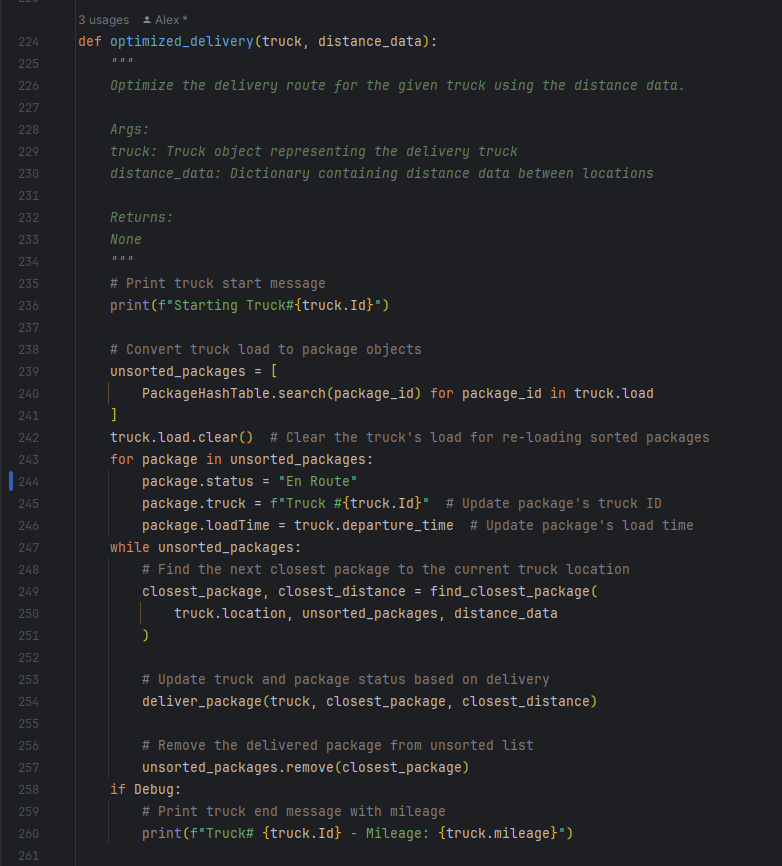 3 usages Alex *
224 def optimized_delivery(truck, distance_data):
225     """
226     Optimize the delivery route for the given truck using the distance data.
227
228     Args:
229     truck: Truck object representing the delivery truck
230     distance_data: Dictionary containing distance data between locations
231
232     Returns:
233     None
234     """
235     # Print truck start message
236     print(f"Starting Truck#{truck.Id}")
237
238     # Convert truck load to package objects
239     unsorted_packages = [
240         PackageHashTable.search(package_id) for package_id in truck.load
241     ]
242     truck.load.clear()  # Clear the truck's load for re-loading sorted packages
243     for package in unsorted_packages:
244         package.status = "En Route"
245         package.truck = f"Truck #{truck.Id}"  # Update package's truck ID
246         package.loadTime = truck.departure_time  # Update package's load time
247     while unsorted_packages:
248         # Find the next closest package to the current truck location
249         closest_package, closest_distance = find_closest_package(
250             truck.location, unsorted_packages, distance_data
251         )
252
253         # Update truck and package status based on delivery
254         deliver_package(truck, closest_package, closest_distance)
255
256         # Remove the delivered package from unsorted list
257         unsorted_packages.remove(closest_package)
258     if Debug:
259         # Print truck end message with mileage
260         print(f"Truck# {truck.Id} - Mileage: {truck.mileage}")
261